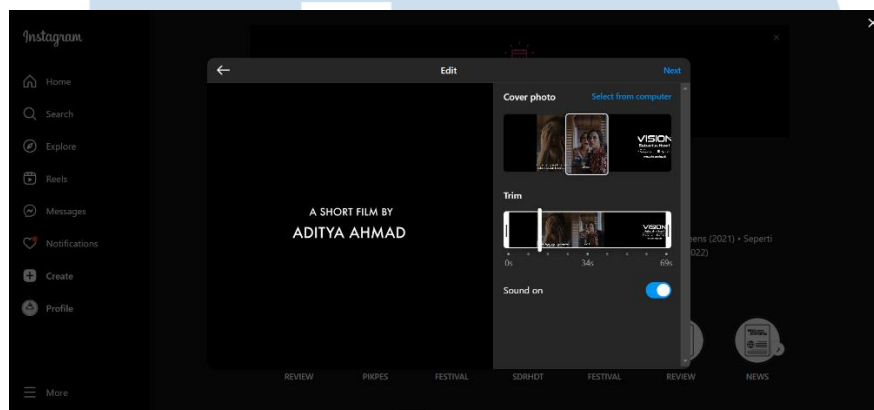 Instagram
Home
Search
Explore
Reels
Messages
Notifications
Create
Profile
More
Edit
Next
A SHORT FILM BY
ADITYA AHMAD
Cover photo
Select from computer
VISION
Trim
VISION
0s
34s
69s
Sound on
eens (2021) • Seperti
022)
REVIEW
PIKPES
FESTIVAL
SDRHDT
FESTIVAL
REVIEW
NEWS